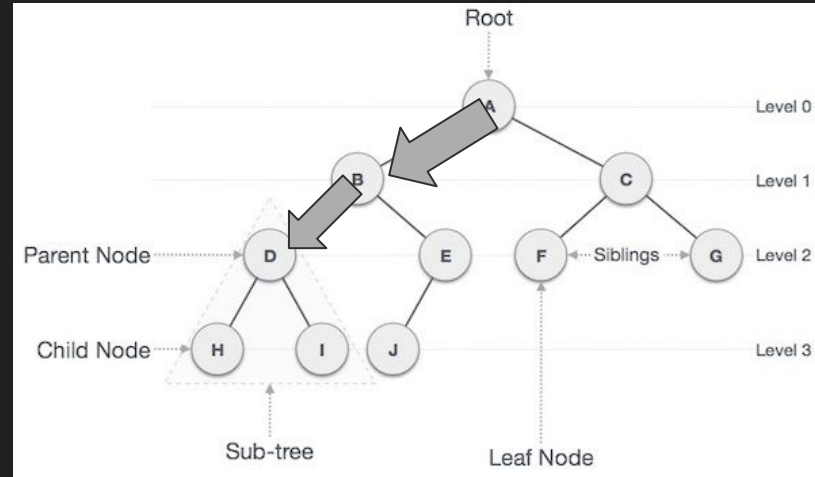 Root
A
Level 0
B
C
Level 1
Parent Node
D
E
F
Siblings
G
Level 2
Child Node
H
I
J
Level 3
Sub-tree
Leaf Node